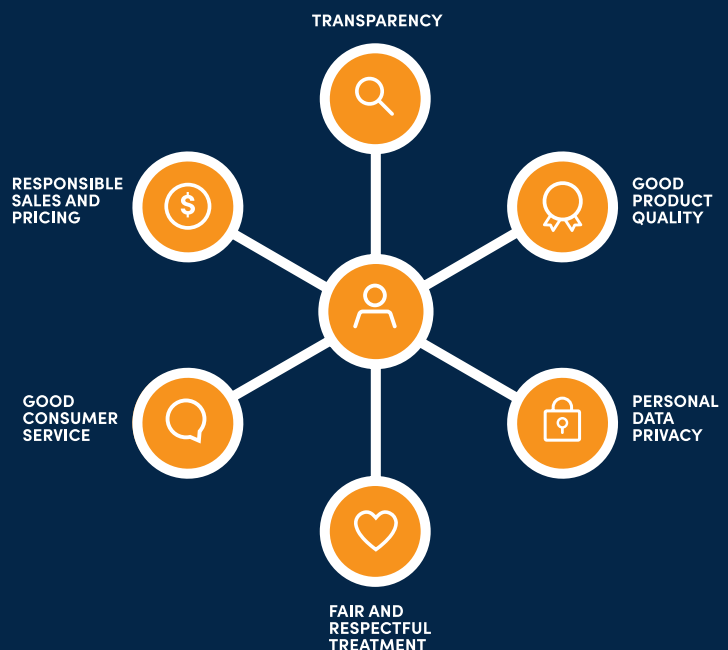 TRANSPARENCY
RESPONSIBLE
SALES AND
PRICING
GOOD
PRODUCT
QUALITY
GOOD
CONSUMER
SERVICE
PERSONAL
DATA
PRIVACY
FAIR AND
RESPECTFUL
TREATMENT
$